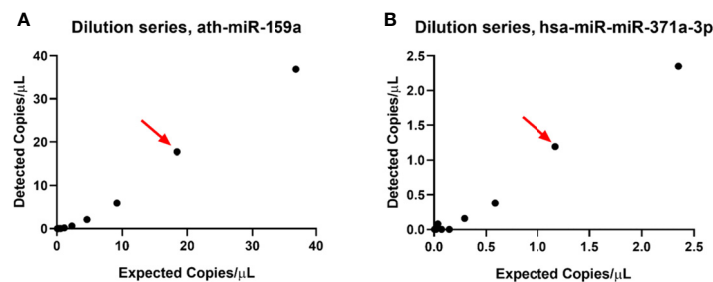 A
Dilution series, ath-miR-159a
Detected Copies/μL
40
30
20
10
0
0
10
20
30
40
Expected Copies/μL
B
Dilution series, hsa-miR-miR-371a-3p
Detected Copies/μL
2.5
2.0
1.5
1.0
0.5
0.0
0.0
0.5
1.0
1.5
2.0
2.5
Expected Copies/μL